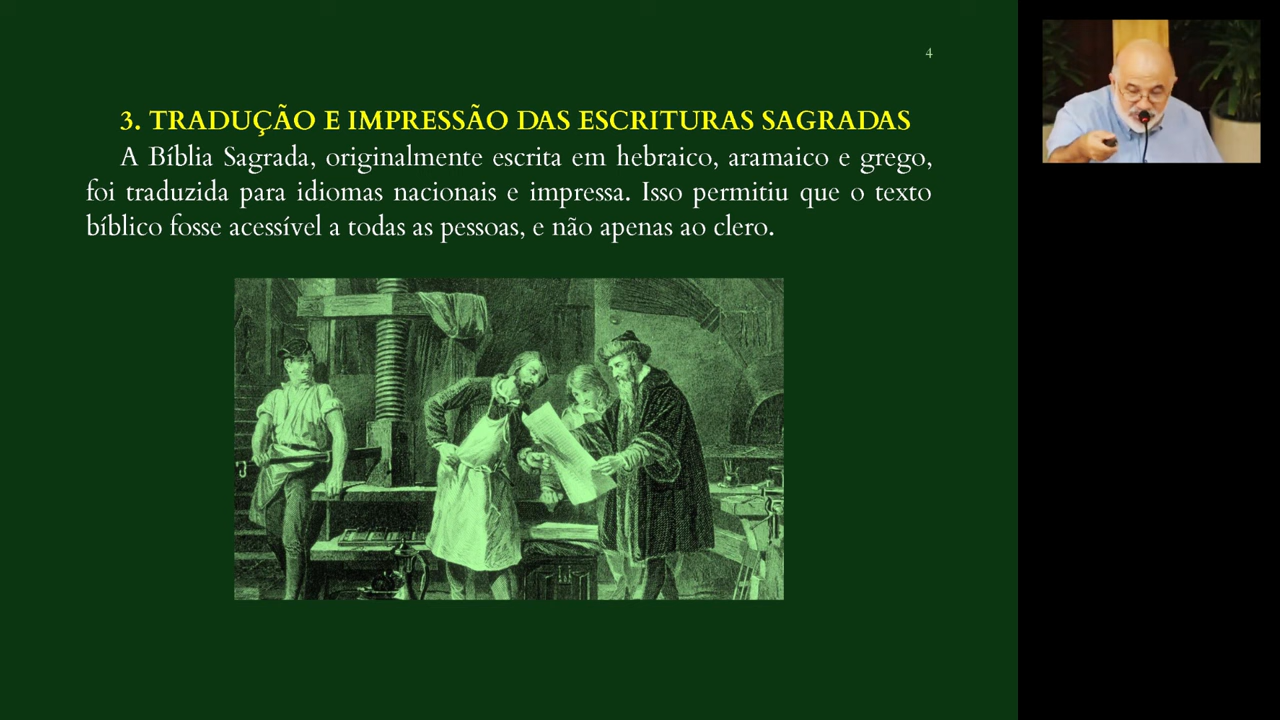 4
3. TRADUÇÃO E IMPRESSÃO DAS ESCRITURAS SAGRADAS
A Bíblia Sagrada, originalmente escrita em hebraico, aramaico e grego,
foi traduzida para idiomas nacionais e impressa. Isso permitiu que o texto
bíblico fosse acessível a todas as pessoas, e não apenas ao clero.